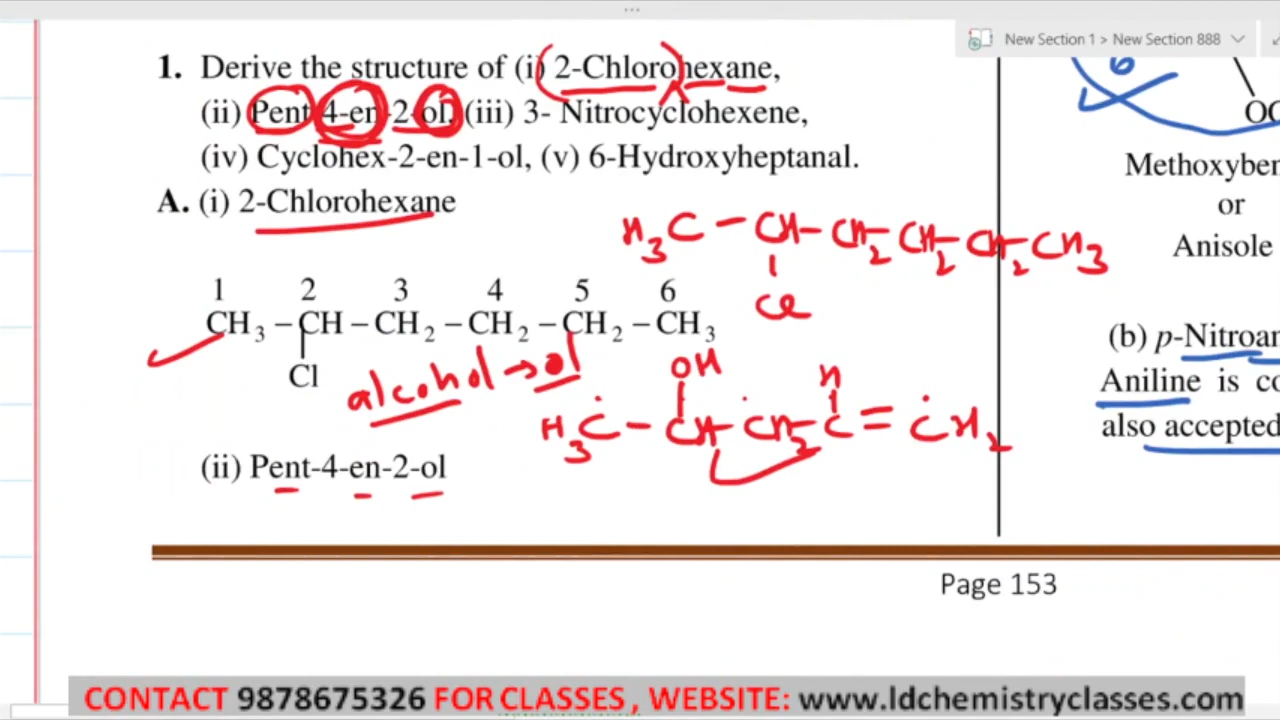 New Section 1 > New Section 888
1. Derive the structure of (i) 2-Chlorohexane,
(ii) Pent-4-en-2-ol, (iii) 3- Nitrocyclohexene,
(iv) Cyclohex-2-en-1-ol, (v) 6-Hydroxyheptanal.
A. (i) 2-Chlorohexane
H3C – CH – CH2 – CH2 – CH2 – CH3
Cl
1 2 3 4 5 6
CH3 – CH – CH2 – CH2 – CH2 – CH3
Cl
alcohol → ol
OH H
H3C – CH – CH2 – C = CH2
(ii) Pent-4-en-2-ol
6
OC
Methoxyben
or
Anisole
(b) p-Nitroar
Aniline is co
also accepted
Page 153
CONTACT 9878675326 FOR CLASSES , WEBSITE: www.ldchemistryclasses.com